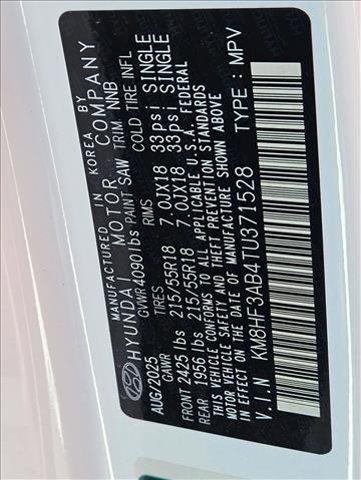 MANUFACTURED IN KOREA BY
HYUNDAI MOTOR COMPANY
AUG/2025 GVWR 4090lbs PAINT SAW TRIM NNB
GAWR TIRES RIMS COLD TIRE INFL
FRONT 2425 lbs 215/55R18 7.0JX18 33psi SINGLE
REAR 1956 lbs 215/55R18 7.0JX18 39psi SINGLE
THIS VEHICLE CONFORMS TO ALL APPLICABLE U.S.A. FEDERAL
MOTOR VEHICLE SAFETY AND THEFT PREVENTION STANDARDS
IN EFFECT ON THE DATE OF MANUFACTURE SHOWN ABOVE
V.I.N KM8HF3AB4TU371528 TYPE : MPV